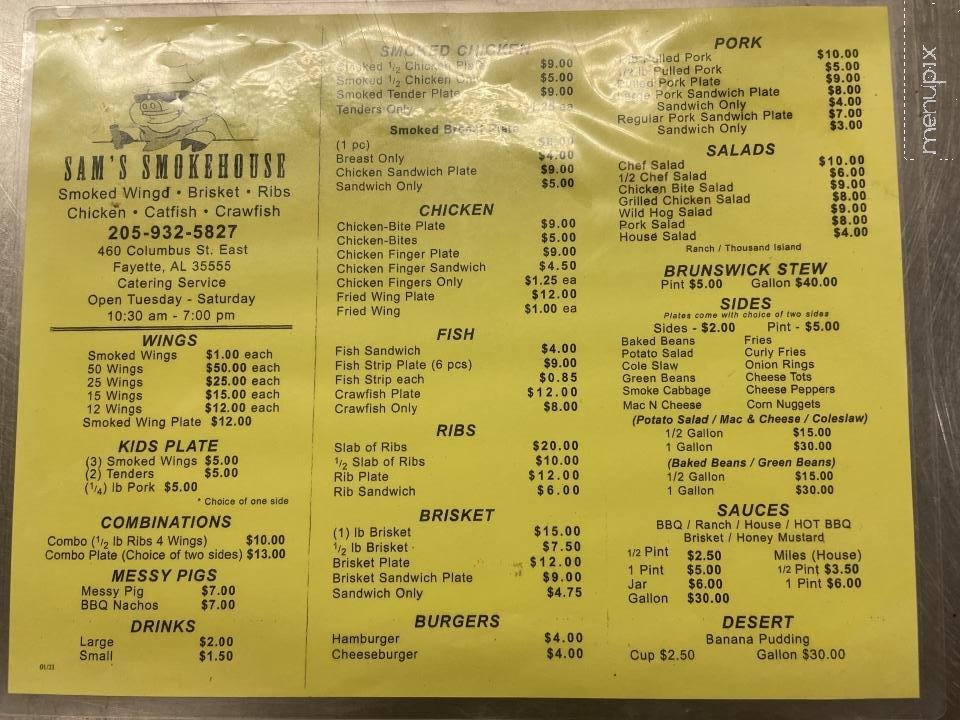 SAM'S SMOKEHOUSE
Smoked Wingd • Brisket • Ribs
Chicken • Catfish • Crawfish
205-932-5827
460 Columbus St. East
Fayette, AL 35555
Catering Service
Open Tuesday - Saturday
10:30 am - 7:00 pm
WINGS
Smoked Wings $1.00 each
50 Wings $50.00 each
25 Wings $25.00 each
15 Wings $15.00 each
12 Wings $12.00 each
Smoked Wing Plate $12.00
KIDS PLATE
(3) Smoked Wings $5.00
(2) Tenders $5.00
(1/4) lb Pork $5.00
* Choice of one side
COMBINATIONS
Combo (1/2 lb Ribs 4 Wings) $10.00
Combo Plate (Choice of two sides) $13.00
MESSY PIGS
Messy Pig $7.00
BBQ Nachos $7.00
DRINKS
Large $2.00
Small $1.50
01/21
SMOKED CHICKEN
Smoked 1/2 Chicken Plate $9.00
Smoked 1/2 Chicken Only $5.00
Smoked Tender Plate $9.00
Tenders Only ea
Smoked Breast Plate
(1 pc)
Breast Only $4.00
Chicken Sandwich Plate $9.00
Sandwich Only $5.00
CHICKEN
Chicken-Bite Plate $9.00
Chicken-Bites $5.00
Chicken Finger Plate $9.00
Chicken Finger Sandwich $4.50
Chicken Fingers Only $1.25 ea
Fried Wing Plate $12.00
Fried Wing $1.00 ea
FISH
Fish Sandwich $4.00
Fish Strip Plate (6 pcs) $9.00
Fish Strip each $0.85
Crawfish Plate $12.00
Crawfish Only $8.00
RIBS
Slab of Ribs $20.00
1/2 Slab of Ribs $10.00
Rib Plate $12.00
Rib Sandwich $6.00
BRISKET
(1) lb Brisket $15.00
1/2 lb Brisket $7.50
Brisket Plate $12.00
Brisket Sandwich Plate $9.00
Sandwich Only $4.75
BURGERS
Hamburger $4.00
Cheeseburger $4.00
PORK
Pulled Pork $10.00
1/2 lb Pulled Pork $5.00
Pulled Pork Plate $9.00
Large Pork Sandwich Plate $8.00
Sandwich Only $4.00
Regular Pork Sandwich Plate $7.00
Sandwich Only $3.00
SALADS
Chef Salad $10.00
1/2 Chef Salad $6.00
Chicken Bite Salad $9.00
Grilled Chicken Salad $8.00
Wild Hog Salad $9.00
Pork Salad $8.00
House Salad $4.00
Ranch / Thousand Island
BRUNSWICK STEW
Pint $5.00 Gallon $40.00
SIDES
Plates come with choice of two sides
Sides - $2.00 Pint - $5.00
Baked Beans Fries
Potato Salad Curly Fries
Cole Slaw Onion Rings
Green Beans Cheese Tots
Smoke Cabbage Cheese Peppers
Mac N Cheese Corn Nuggets
(Potato Salad / Mac & Cheese / Coleslaw)
1/2 Gallon $15.00
1 Gallon $30.00
(Baked Beans / Green Beans)
1/2 Gallon $15.00
1 Gallon $30.00
SAUCES
BBQ / Ranch / House / HOT BBQ
Brisket / Honey Mustard
1/2 Pint $2.50 Miles (House)
1 Pint $5.00 1/2 Pint $3.50
Jar $6.00 1 Pint $6.00
Gallon $30.00
DESERT
Banana Pudding
Cup $2.50 Gallon $30.00
menupix